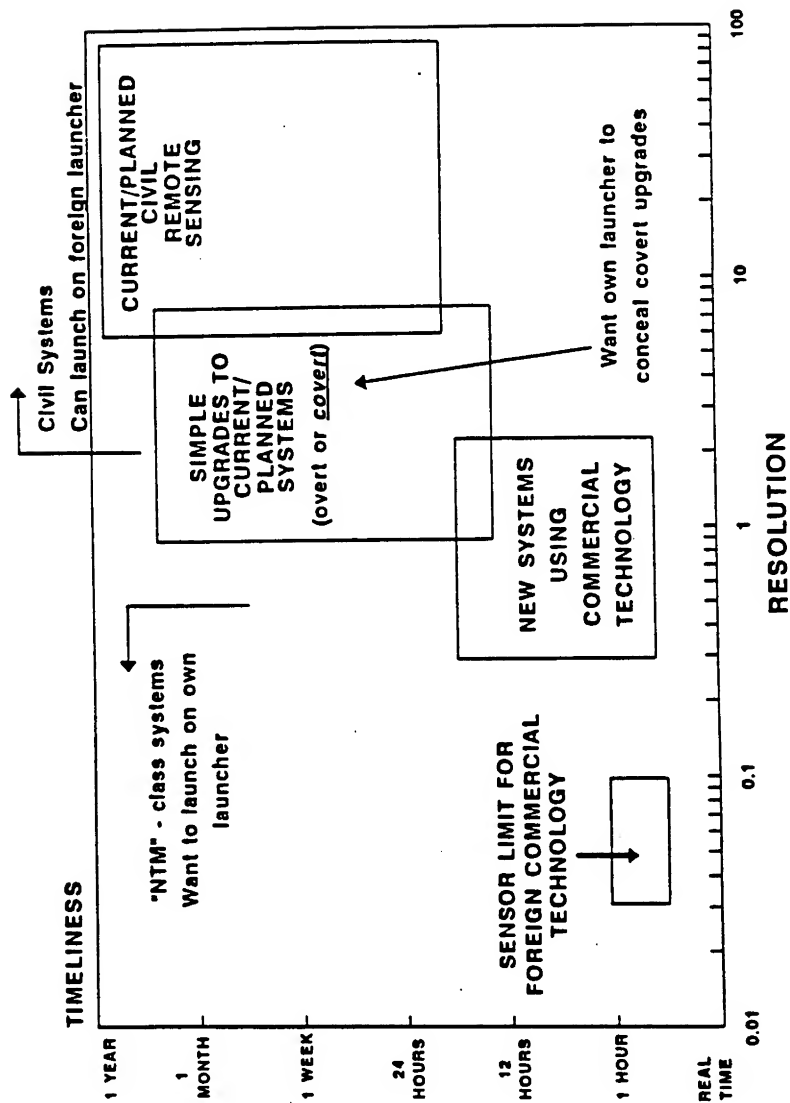 TIMELINESS
1 YEAR
1
MONTH
1 WEEK
24
HOURS
12
HOURS
1 HOUR
REAL
TIME
"NTM" - class systems
Want to launch on own
launcher
Civil Systems
Can launch on foreign launcher
CURRENT/PLANNED
CIVIL
REMOTE
SENSING
SIMPLE
UPGRADES TO
CURRENT/
PLANNED
SYSTEMS
(overt or covert)
Want own launcher to
conceal covert upgrades
NEW SYSTEMS
USING
COMMERCIAL
TECHNOLOGY
SENSOR LIMIT FOR
FOREIGN COMMERCIAL
TECHNOLOGY
0.01
0.1
1
10
100
RESOLUTION